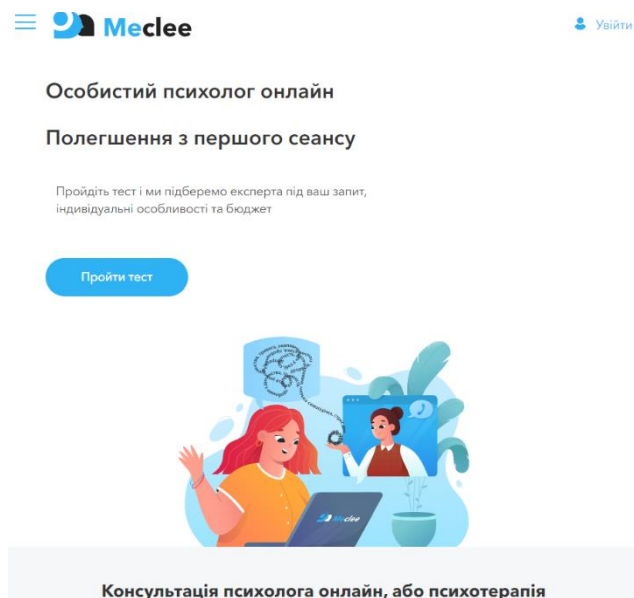 Meclee
Увійти
Особистий психолог онлайн
Полегшення з першого сеансу
Пройдіть тест і ми підберемо експерта під ваш запит,
індивідуальні особливості та бюджет
Пройти тест
Meclee
Консультація психолога онлайн, або психотерапія